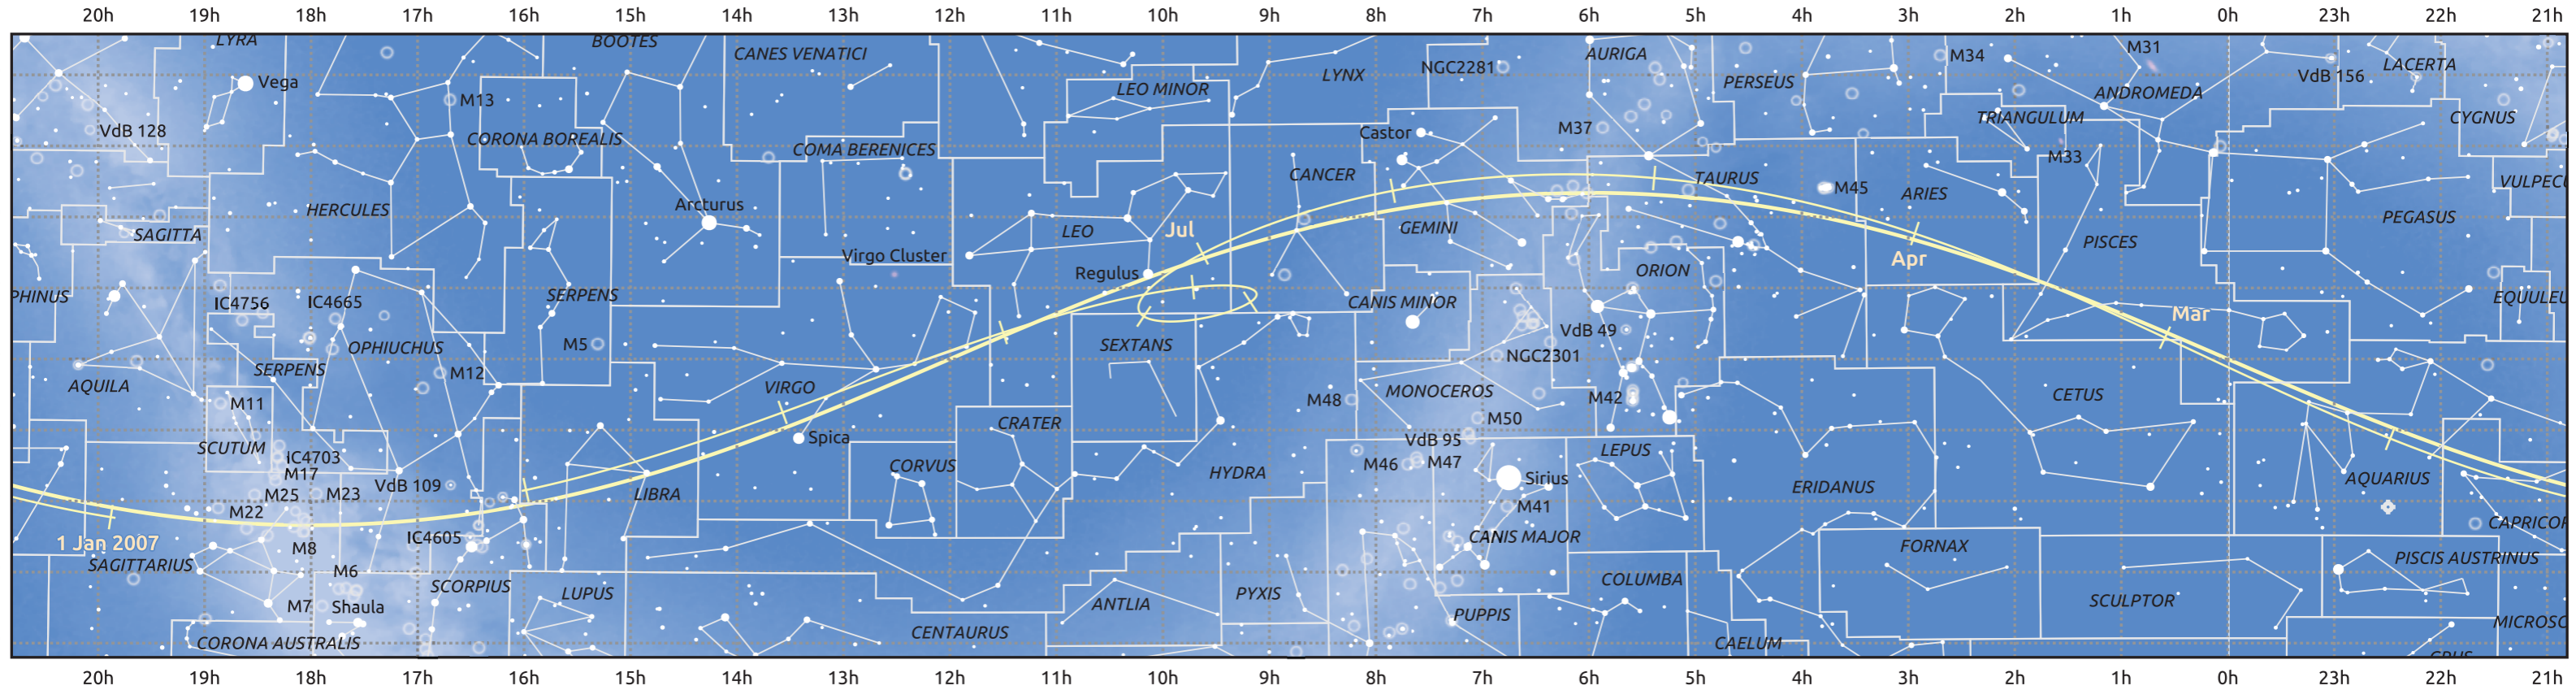 20h 19h 18h 17h 16h 15h 14h 13h 12h 11h 10h 9h 8h 7h 6h 5h 4h 3h 2h 1h 0h 23h 22h 21h
LYRA
BOOTES
CANES VENATICI
LYNX
NGC2281
AURIGA
PERSEUS
M34
M31
VdB 156
LACERTA
Vega
M13
LEO MINOR
ANDROMEDA
CYGNUS
VdB 128
CORONA BOREALIS
COMA BERENICES
Castor
M37
TRIANGULUM
M33
CANCER
TAURUS
M45
ARIES
VULPECU
HERCULES
Arcturus
SAGITTA
LEO
Jul
GEMINI
PISCES
PEGASUS
Virgo Cluster
Regulus
ORION
Apr
PHINUS
IC4756
IC4665
SERPENS
CANIS MINOR
EQUULEU
Mar
OPHIUCHUS
M5
SEXTANS
VdB 49
NGC2301
SERPENS
M12
AQUILA
VIRGO
MONOCEROS
M42
CETUS
M11
M48
CRATER
M50
SCUTUM
Spica
VdB 95
LEPUS
IC4703
M17
CORVUS
HYDRA
M46
M47
Sirius
VdB 109
LIBRA
M25
M23
ERIDANUS
AQUARIUS
M22
M41
CAPRICOR
1 Jan 2007
M8
IC4605
CANIS MAJOR
FORNAX
PISCIS AUSTRINUS
SAGITTARIUS
M6
SCORPIUS
LUPUS
COLUMBA
M7
Shaula
ANTLIA
PYXIS
PUPPIS
SCULPTOR
MICROSC
CORONA AUSTRALIS
CENTAURUS
CAELUM
20h 19h 18h 17h 16h 15h 14h 13h 12h 11h 10h 9h 8h 7h 6h 5h 4h 3h 2h 1h 0h 23h 22h 21h